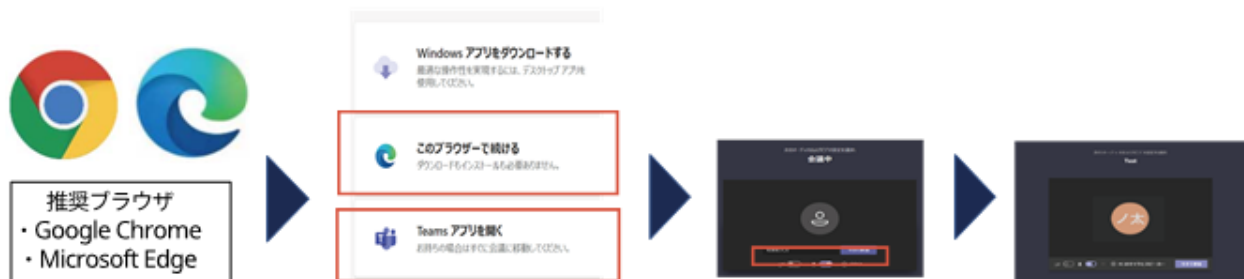 推奨ブラウザ
・Google Chrome
・Microsoft Edge
Windows アプリをダウンロードする
最適な操作性を実現するには、デスクトップ アプリを
使用してください。
このブラウザーで続ける
ダウンロードもインストールも必要ありません。
Teams アプリを開く
お持ちの場合はすぐに会議に移動してください。
会議中
Test
ノ太